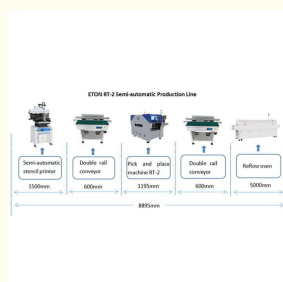 ETON RT-2 Semi-automatic Production Line
Semi-automatic
stencil printer
Double rail
conveyor
Pick and place
machine RT-2
Double rail
conveyor
Reflow oven
1500mm
600mm
1195mm
600mm
5000mm
8895mm